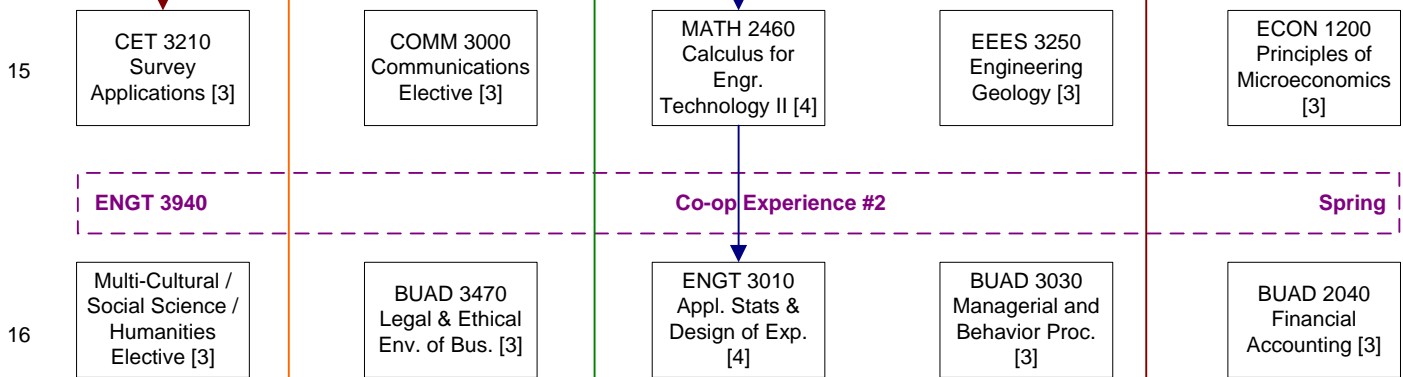 15
CET 3210
Survey
Applications [3]
COMM 3000
Communications
Elective [3]
MATH 2460
Calculus for
Engr.
Technology II [4]
EEES 3250
Engineering
Geology [3]
ECON 1200
Principles of
Microeconomics
[3]
ENGT 3940
Co-op Experience #2
Spring
16
Multi-Cultural /
Social Science /
Humanities
Elective [3]
BUAD 3470
Legal & Ethical
Env. of Bus. [3]
ENGT 3010
Appl. Stats &
Design of Exp.
[4]
BUAD 3030
Managerial and
Behavior Proc.
[3]
BUAD 2040
Financial
Accounting [3]